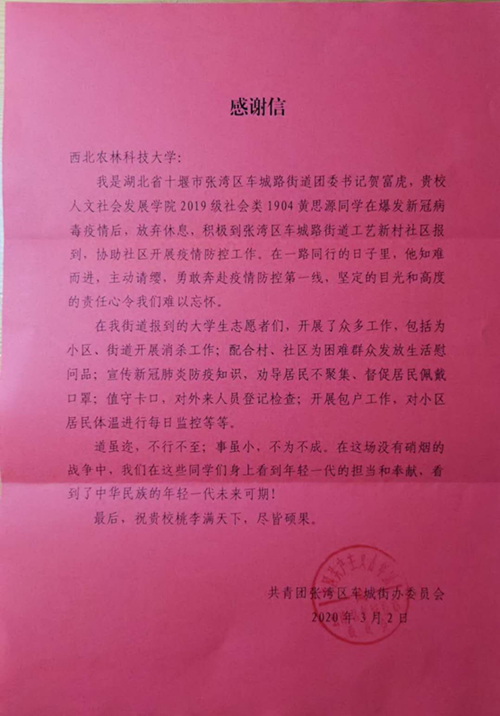 感谢信
西北农林科技大学：
我是湖北省十堰市张湾区车城路街道团委书记贺富虎，贵校
人文社会发展学院2019级社会类1904黄思源同学在爆发新冠病
毒疫情后，放弃休息，积极到张湾区车城路街道工艺新村社区报
到，协助社区开展疫情防控工作。在一路同行的日子里，他知难
而进，主动请缨，勇敢奔赴疫情防控第一线，坚定的目光和高度
的责任心令我们难以忘怀。
在我街道报到的大学生志愿者们，开展了众多工作，包括为
小区、街道开展消杀工作；配合村、社区为困难群众发放生活慰
问品；宣传新冠肺炎防疫知识，劝导居民不聚集、督促居民佩戴
口罩；值守卡口，对外来人员登记检查；开展包户工作，对小区
居民体温进行每日监控等等。
道虽迩，不行不至；事虽小，不为不成。在这场没有硝烟的
战争中，我们在这些同学们身上看到年轻一代的担当和奉献，看
到了中华民族的年轻一代未来可期！
最后，祝贵校桃李满天下，尽皆硕果。
共青团张湾区车城街办委员会
2020年3月2日